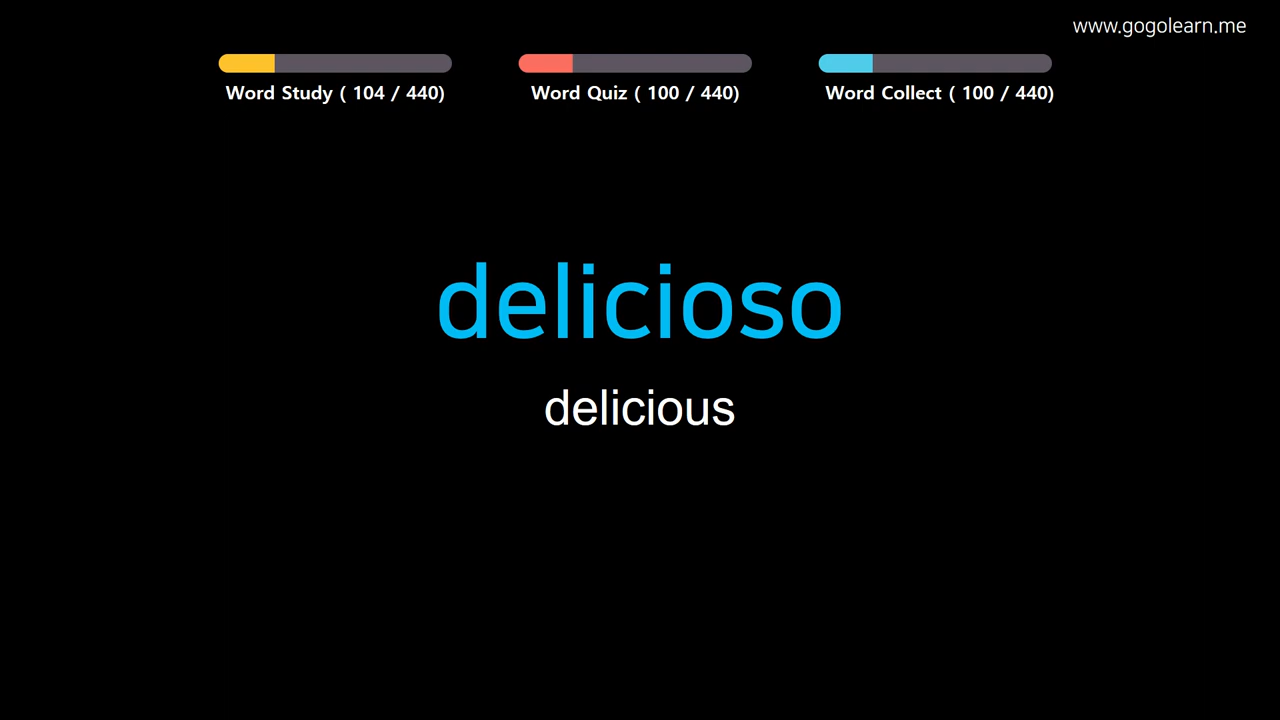 www.gogolearn.me
Word Study ( 104 / 440)
Word Quiz ( 100 / 440)
Word Collect ( 100 / 440)
delicioso
delicious